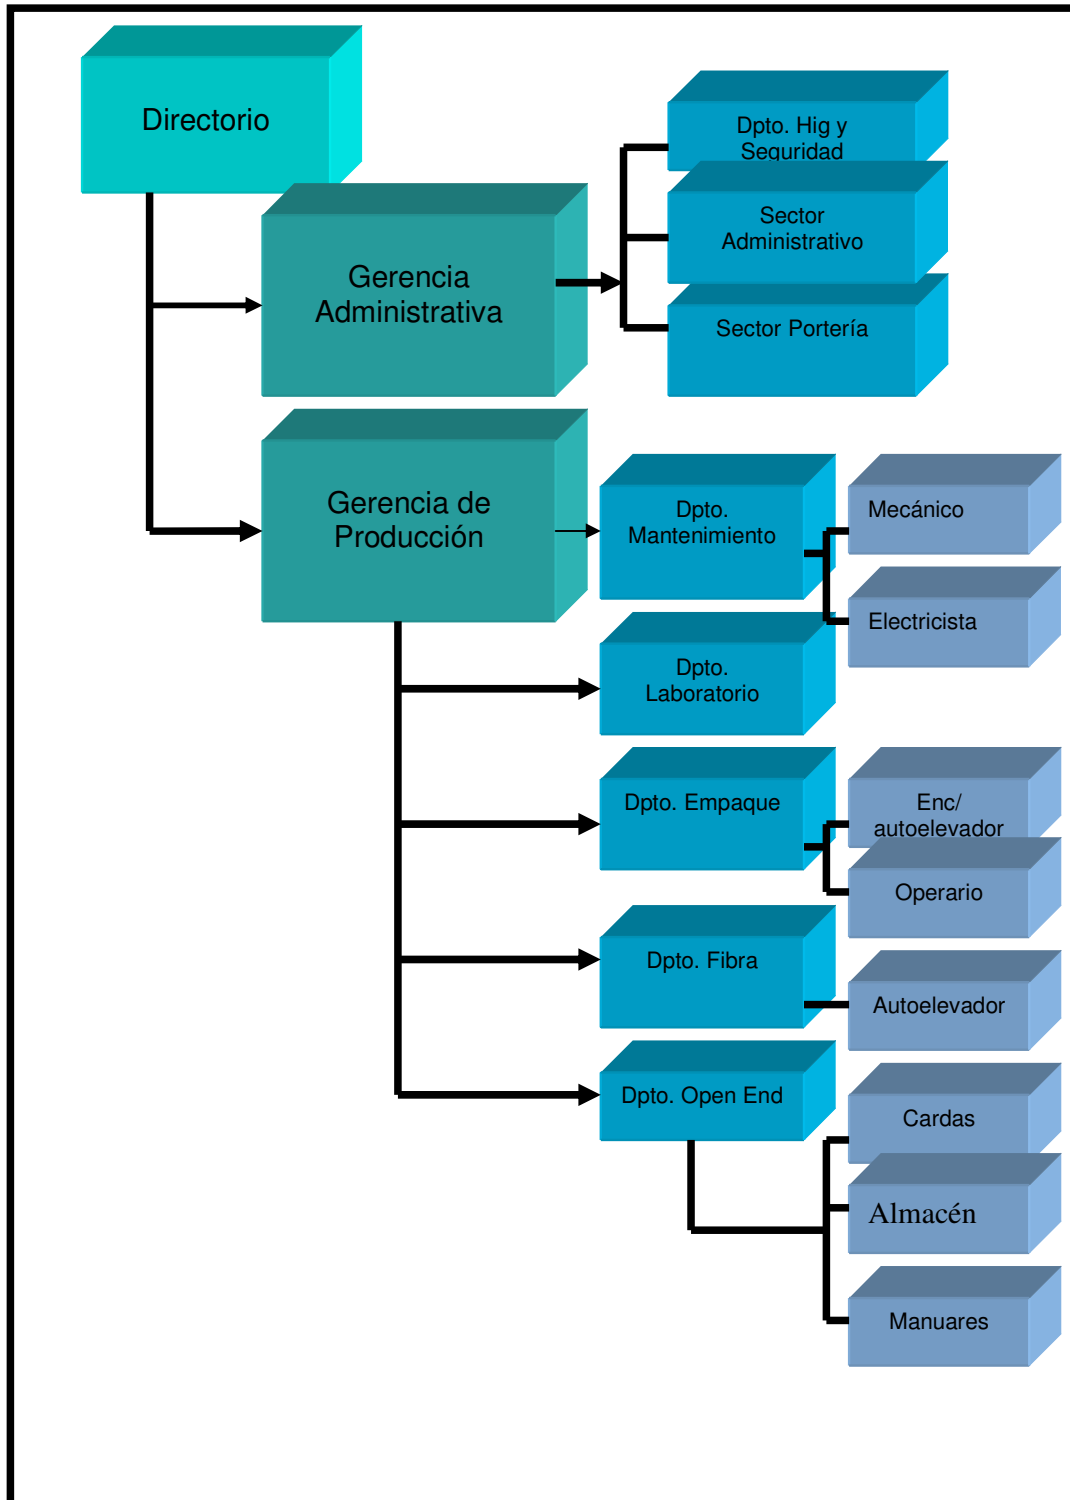 Directorio
Dpto. Hig y
Seguridad
Sector
Administrativo
Sector Portería
Gerencia
Administrativa
Gerencia de
Producción
Dpto.
Mantenimiento
Mecánico
Electricista
Dpto.
Laboratorio
Dpto. Empaque
Enc/
autoelevador
Operario
Dpto. Fibra
Autoelevador
Dpto. Open End
Cardas
Almacén
Manuares